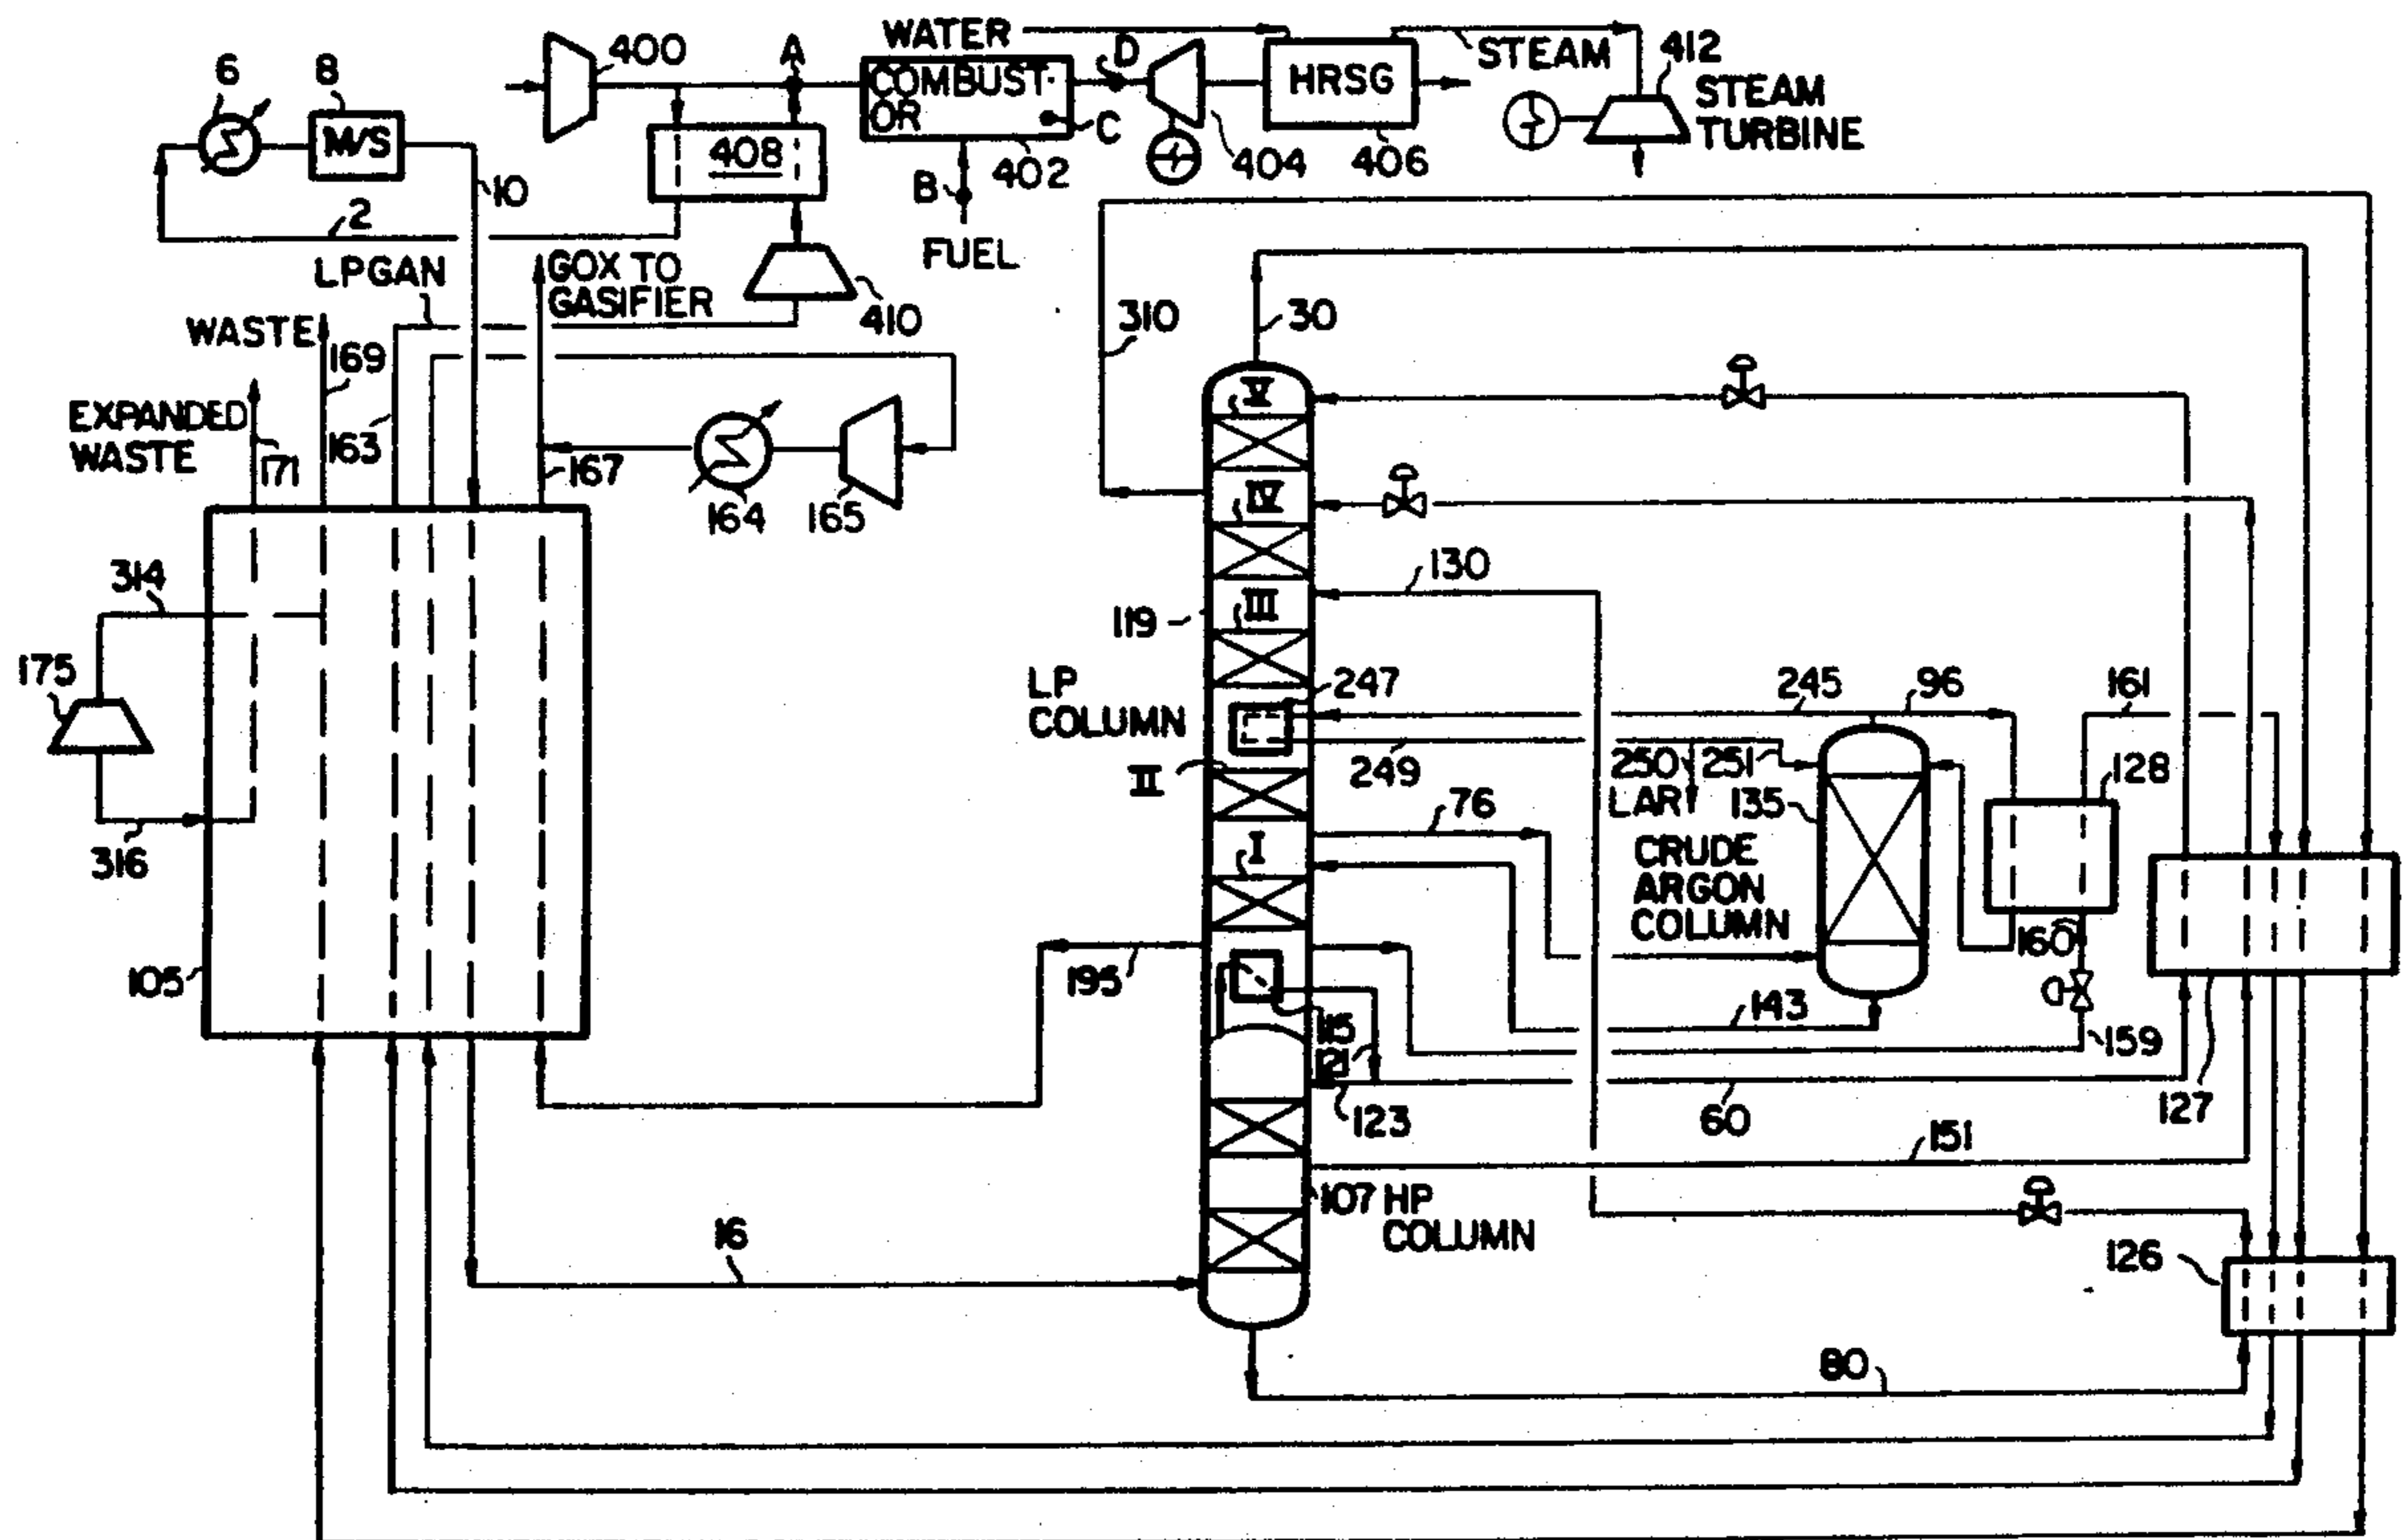 WATER
STEAM
400
A
D
412
6
8
COMBUST-
OR
HRSG
STEAM
TURBINE
M/S
408
C
10
B
402
404
406
2
FUEL
LPGAN
GOX TO
GASIFIER
410
310
30
WASTE
169
V
EXPANDED
WASTE
171
163
167
164
165
IV
314
130
III
119
175
LP
COLUMN
247
245
96
161
II
249
250
251
128
LAR
135
316
76
CRUDE
ARGON
COLUMN
I
160
105
195
115
143
121
159
123
60
127
151
107 HP
COLUMN
16
126
80